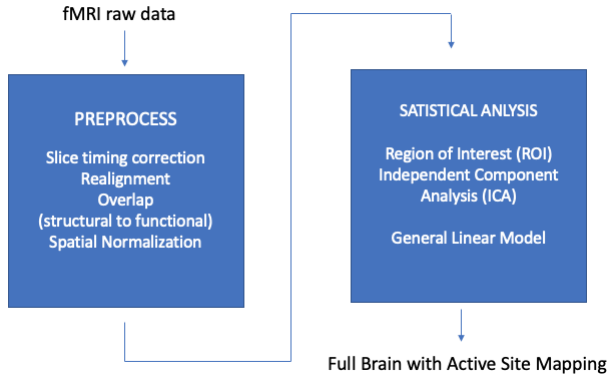 fMRI raw data
PREPROCESS
Slice timing correction
Realignment
Overlap
(structural to functional)
Spatial Normalization
SATISTICAL ANLYSIS
Region of Interest (ROI)
Independent Component
Analysis (ICA)
General Linear Model
Full Brain with Active Site Mapping